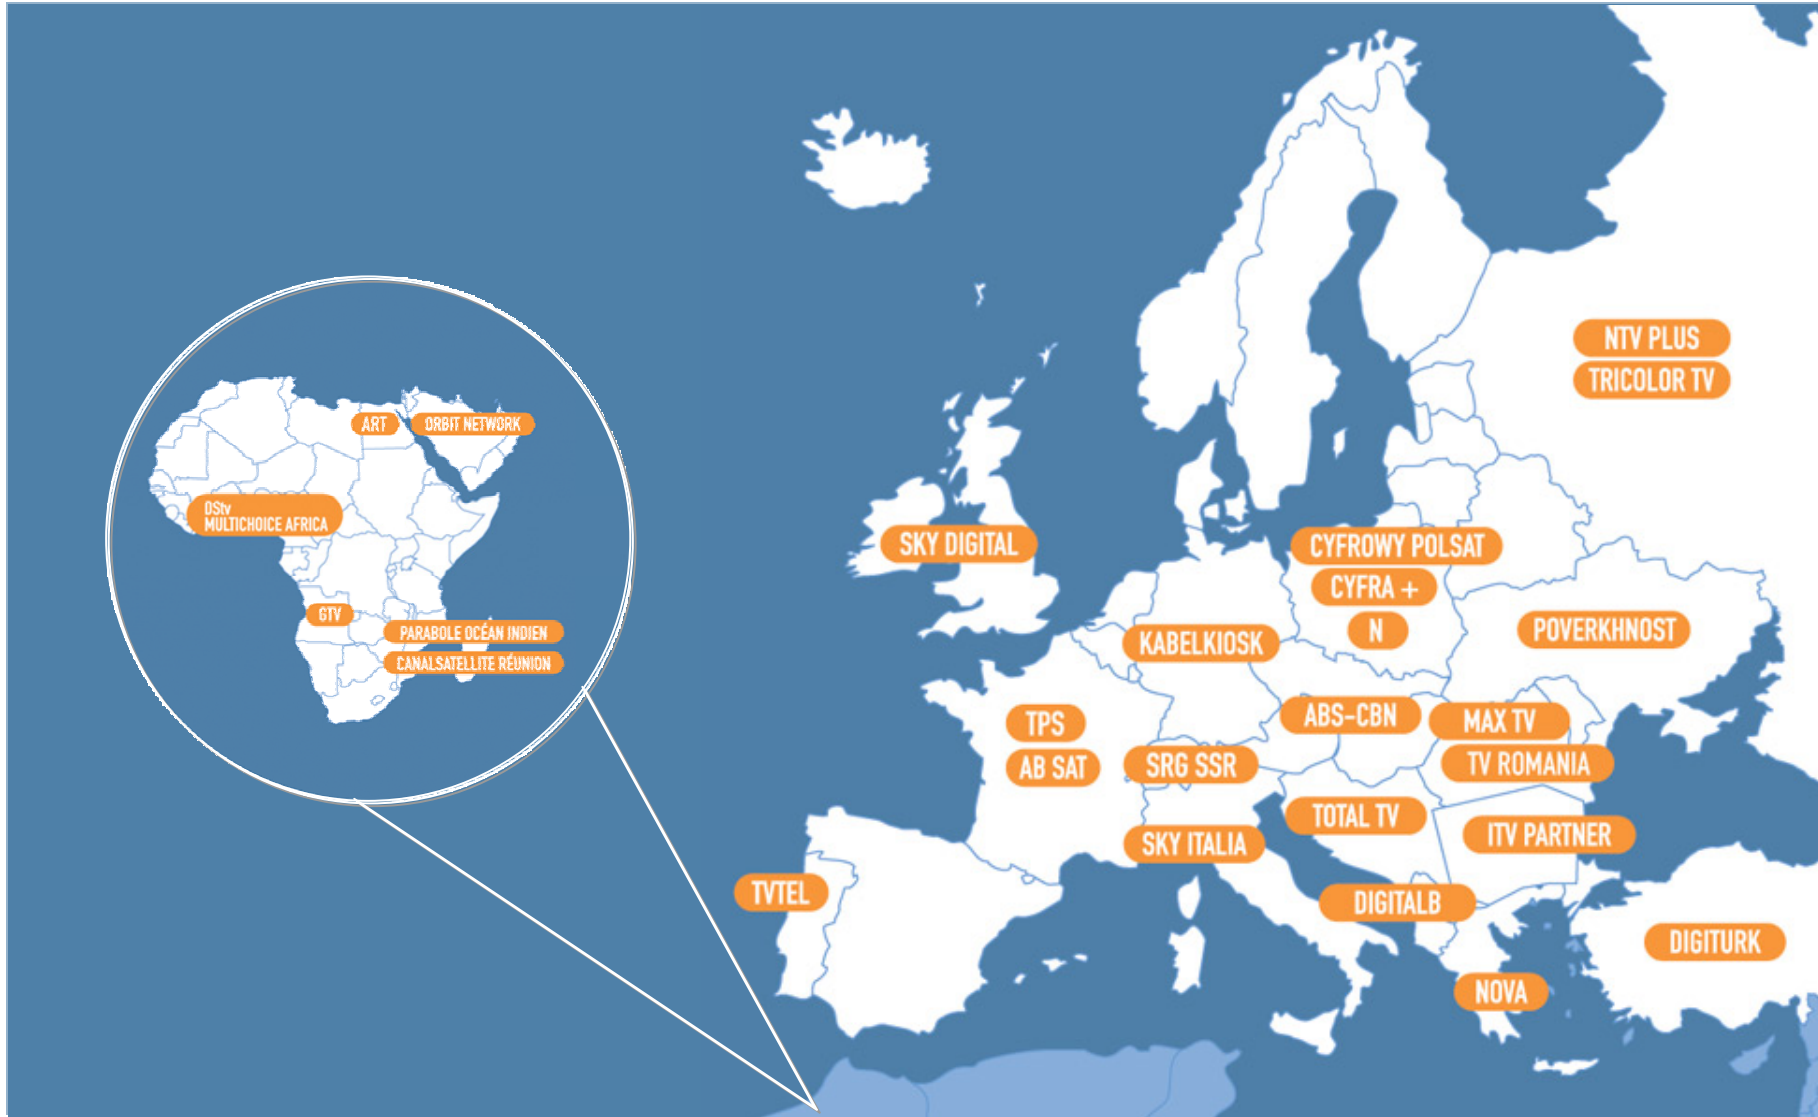 NTV PLUS
TRICOLOR TV
ART
ORBIT NETWORK
DStv
MULTICHOICE AFRICA
SKY DIGITAL
CYFROWY POLSAT
CYFRA +
N
GTV
PARABOLE OCÉAN INDIEN
CANALSATELLITE RÉUNION
KABELKIOSK
POVERKHNOST
TPS
AB SAT
ABS-CBN
MAX TV
SRG SSR
TV ROMANIA
TOTAL TV
SKY ITALIA
ITV PARTNER
TVTEL
DIGITALB
DIGITURK
NOVA